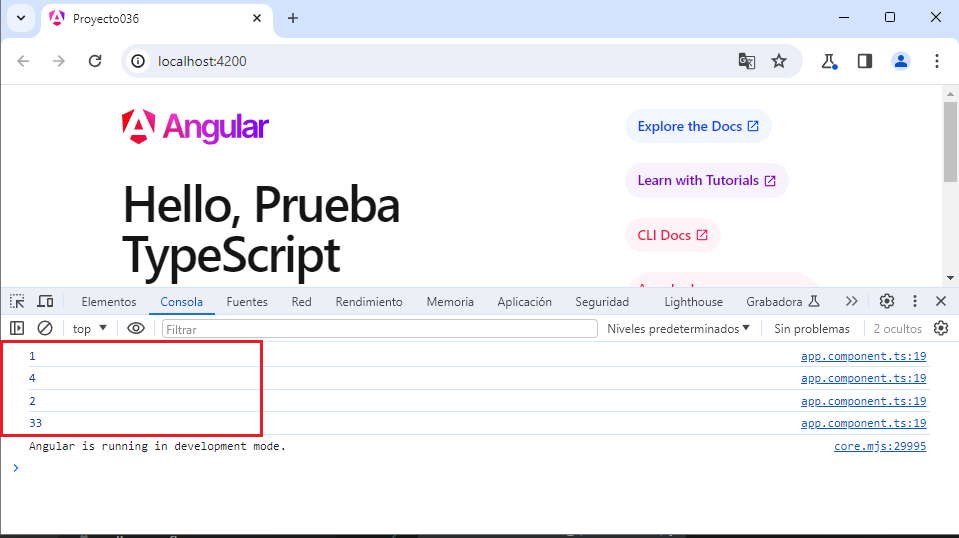 Proyecto036
localhost:4200
Angular
Explore the Docs
Learn with Tutorials
Hello, Prueba
TypeScript
CLI Docs
Elementos Consola Fuentes Red Rendimiento Memoria Aplicación Seguridad Lighthouse Grabadora
top Filtrar Niveles predeterminados Sin problemas 2 ocultos
1 app.component.ts:19
4 app.component.ts:19
2 app.component.ts:19
33 app.component.ts:19
Angular is running in development mode. core.mjs:29995